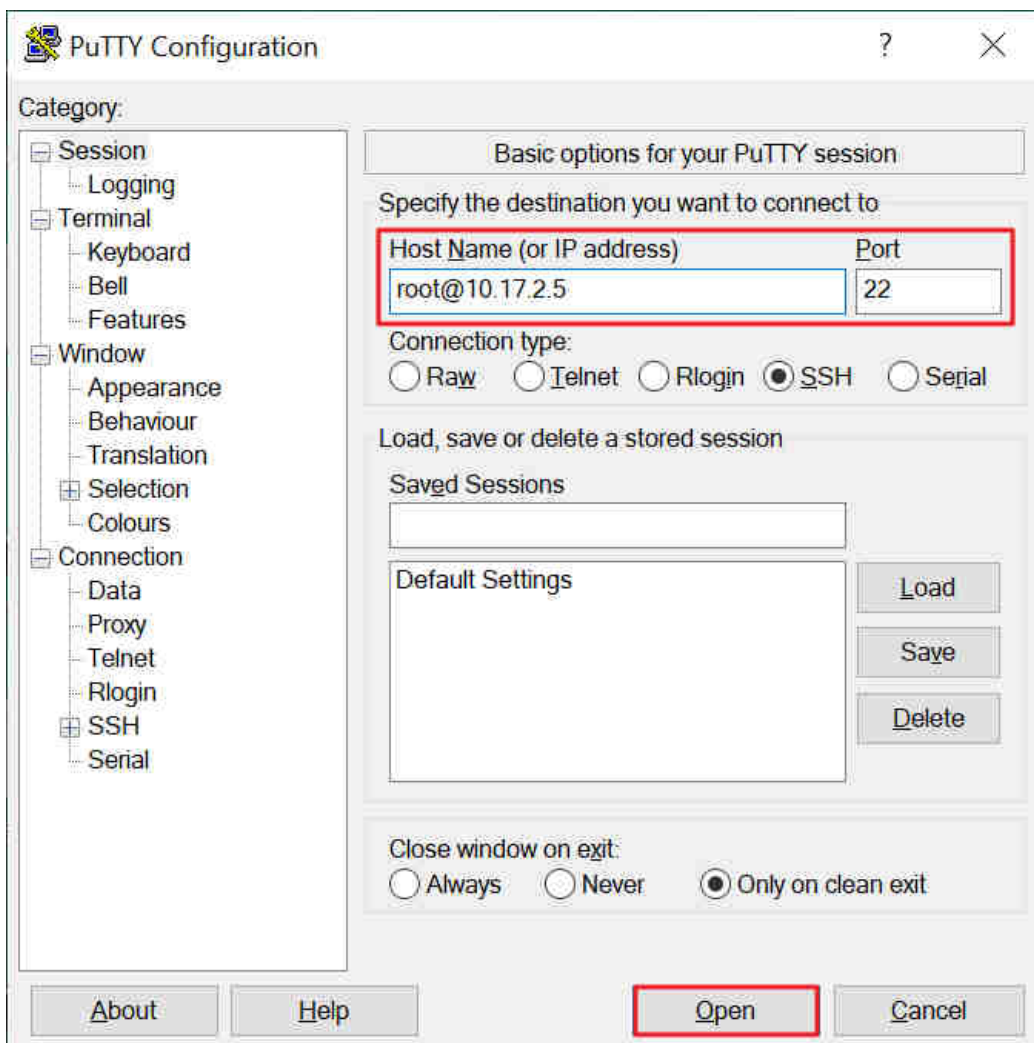 PuTTY Configuration ? ×
Category:
Session
Logging
Terminal
Keyboard
Bell
Features
Window
Appearance
Behaviour
Translation
Selection
Colours
Connection
Data
Proxy
Telnet
Rlogin
SSH
Serial
Basic options for your PuTTY session
Specify the destination you want to connect to
Host Name (or IP address) Port
root@10.17.2.5 22
Connection type:
Raw Telnet Rlogin SSH Serial
Load, save or delete a stored session
Saved Sessions
Default Settings
Load
Save
Delete
Close window on exit:
Always Never Only on clean exit
About Help Open Cancel